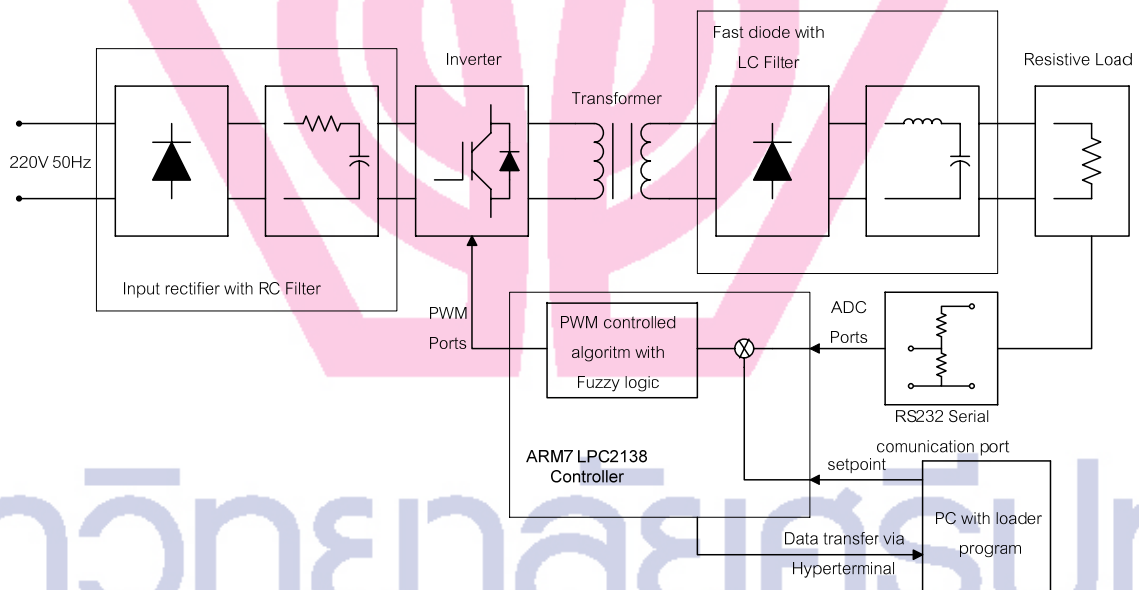 Fast diode with
LC Filter
Inverter
Resistive Load
Transformer
220V 50Hz
Input rectifier with RC Filter
PWM
Ports
PWM controlled
algoritm with
Fuzzy logic
ADC
Ports
RS232 Serial
comunication port
ARM7 LPC2138
Controller
setpoint
PC with loader
program
Data transfer via
Hyperterminal